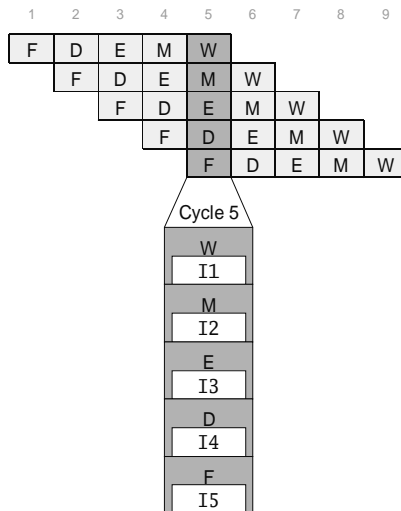 1 2 3 4 5 6 7 8 9
F D E M W
F D E M W
F D E M W
F D E M W
F D E M W
Cycle 5
W
I1
M
I2
E
I3
D
I4
F
I5